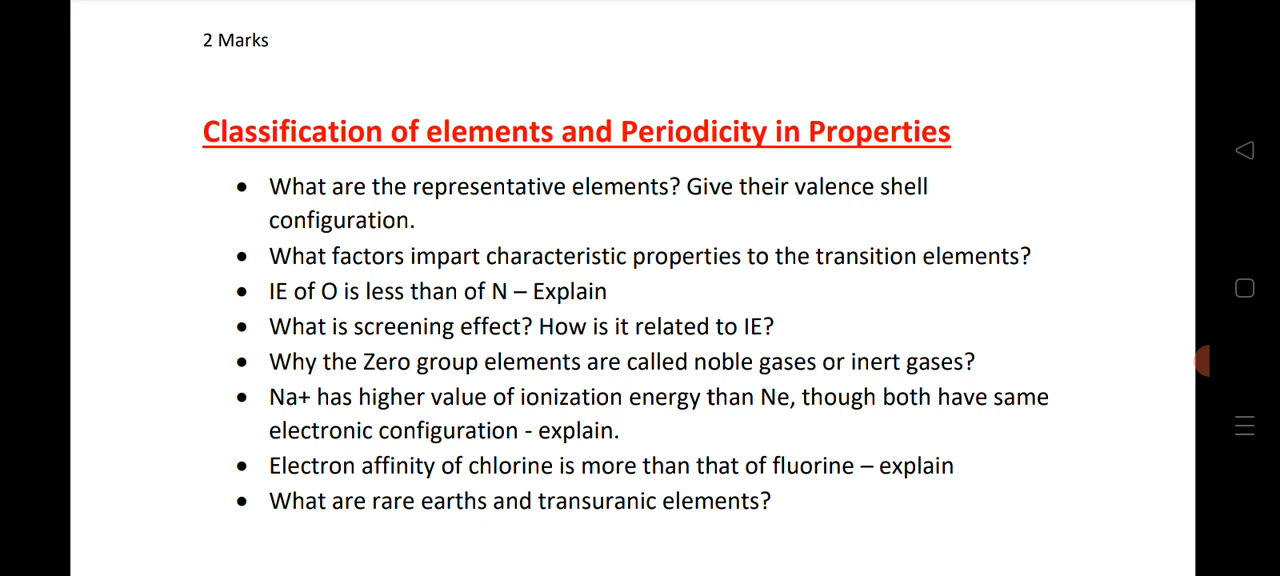 2 Marks
Classification of elements and Periodicity in Properties
• What are the representative elements? Give their valence shell
configuration.
• What factors impart characteristic properties to the transition elements?
• IE of O is less than of N – Explain
• What is screening effect? How is it related to IE?
• Why the Zero group elements are called noble gases or inert gases?
• Na+ has higher value of ionization energy than Ne, though both have same
electronic configuration - explain.
• Electron affinity of chlorine is more than that of fluorine – explain
• What are rare earths and transuranic elements?